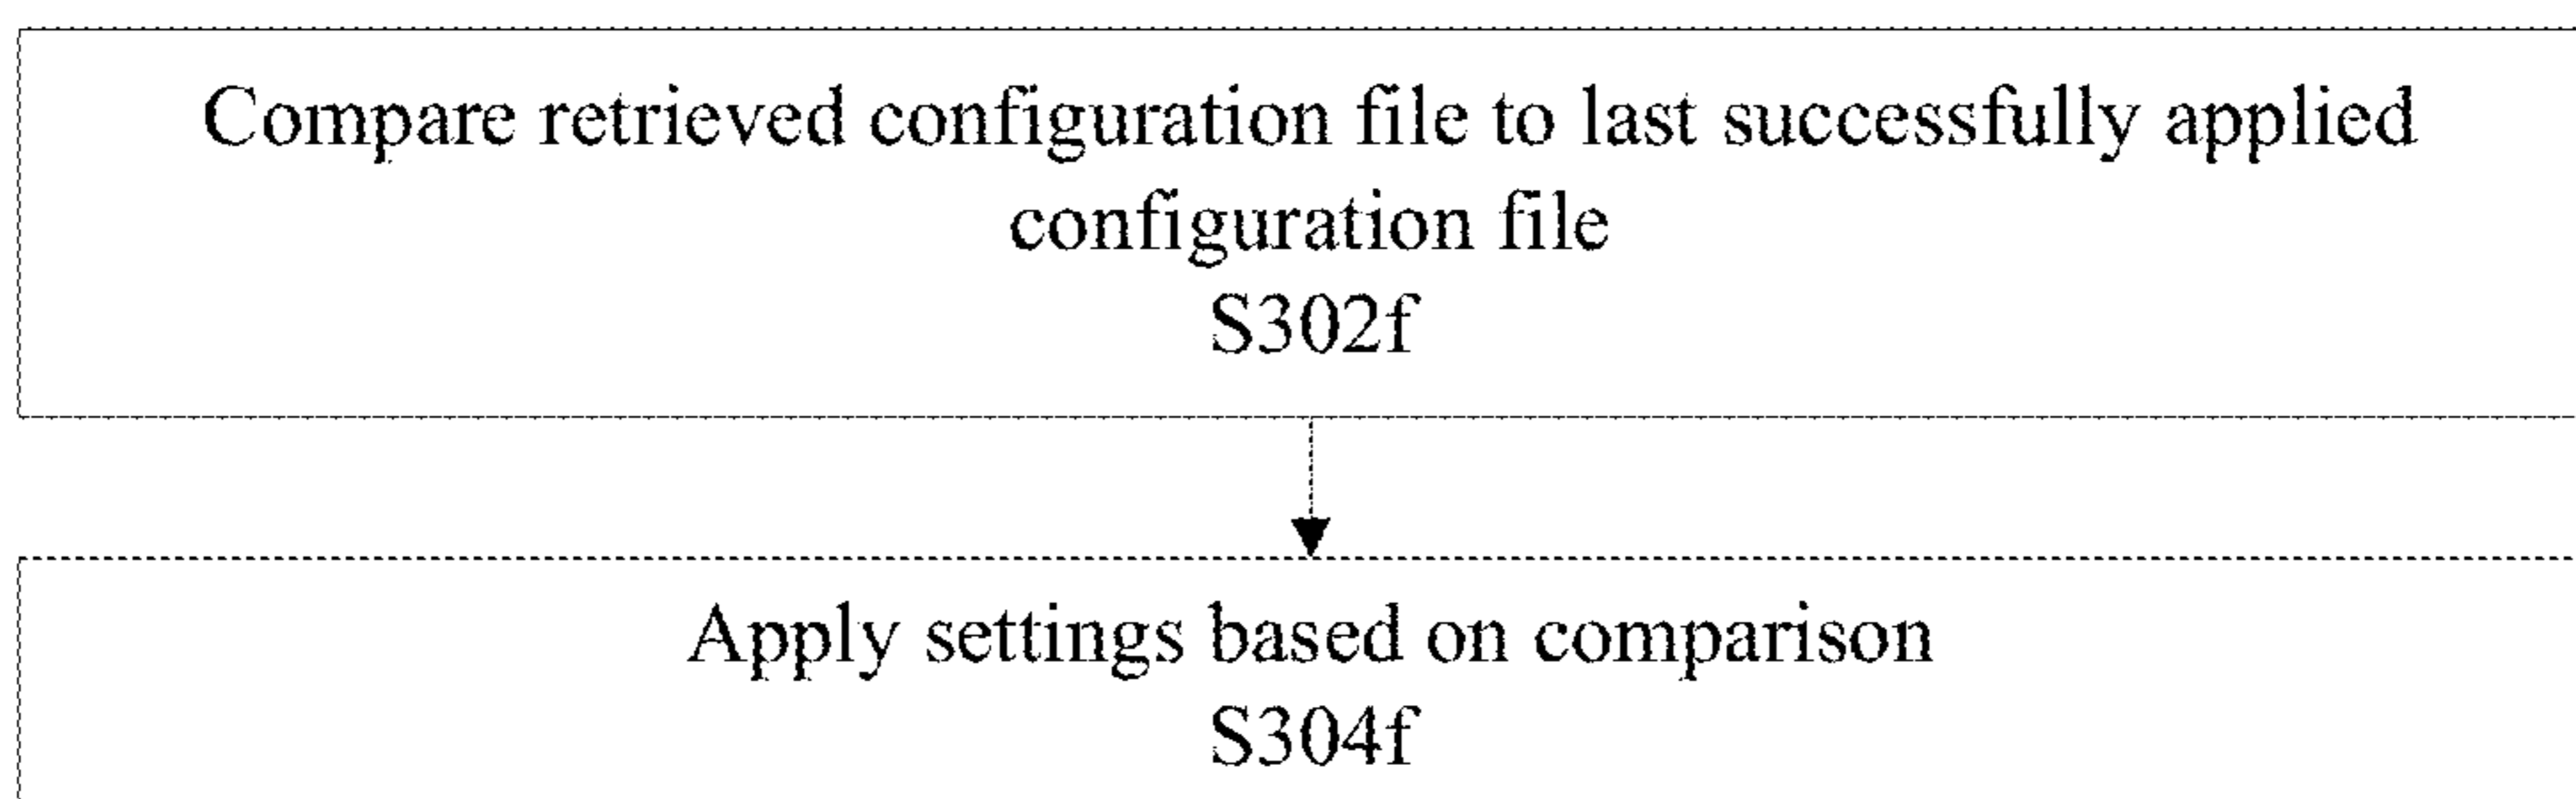 Compare retrieved configuration file to last successfully applied
configuration file
S302f
Apply settings based on comparison
S304f